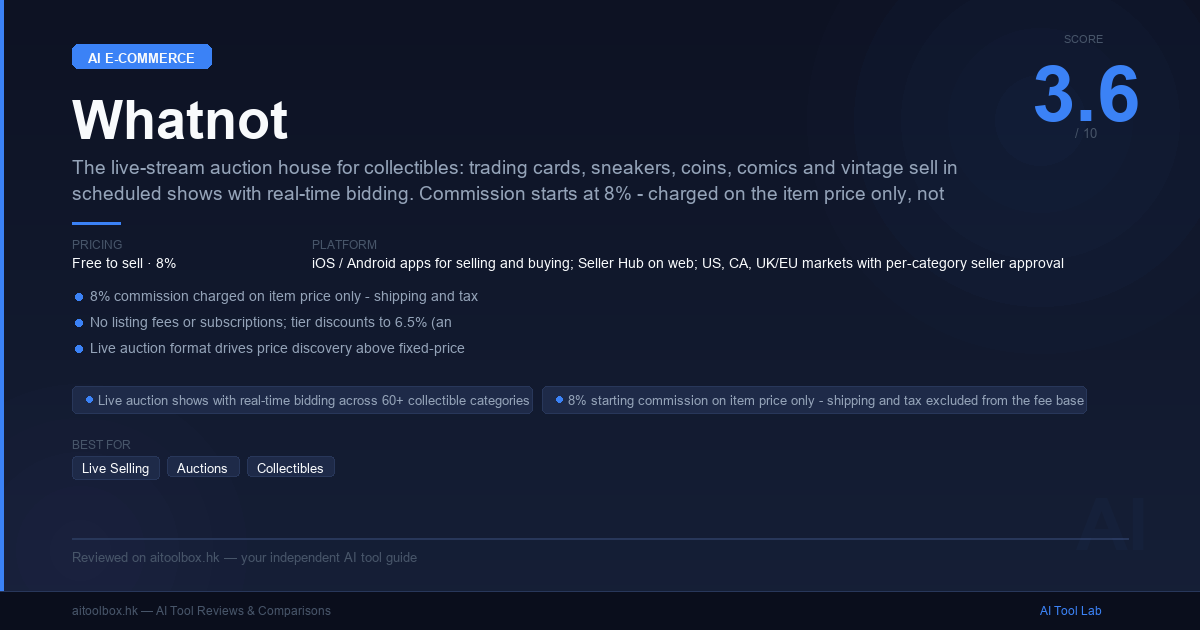 AI E-COMMERCE
SCORE
3.6
/ 10
Whatnot
The live-stream auction house for collectibles: trading cards, sneakers, coins, comics and vintage sell in
scheduled shows with real-time bidding. Commission starts at 8% - charged on the item price only, not
PRICING
Free to sell · 8%
PLATFORM
iOS / Android apps for selling and buying; Seller Hub on web; US, CA, UK/EU markets with per-category seller approval
8% commission charged on item price only - shipping and tax
No listing fees or subscriptions; tier discounts to 6.5% (an
Live auction format drives price discovery above fixed-price
Live auction shows with real-time bidding across 60+ collectible categories
8% starting commission on item price only - shipping and tax excluded from the fee base
BEST FOR
Live Selling
Auctions
Collectibles
AI
Reviewed on aitoolbox.hk — your independent AI tool guide
aitoolbox.hk — AI Tool Reviews & Comparisons
AI Tool Lab